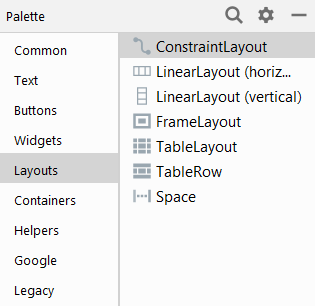 Palette
Common
Text
Buttons
Widgets
Layouts
Containers
Helpers
Google
Legacy
ConstraintLayout
LinearLayout (horiz...
LinearLayout (vertical)
FrameLayout
TableLayout
TableRow
Space